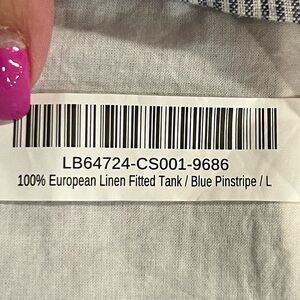 LB64724-CS001-9686
100% European Linen Fitted Tank / Blue Pinstripe / L